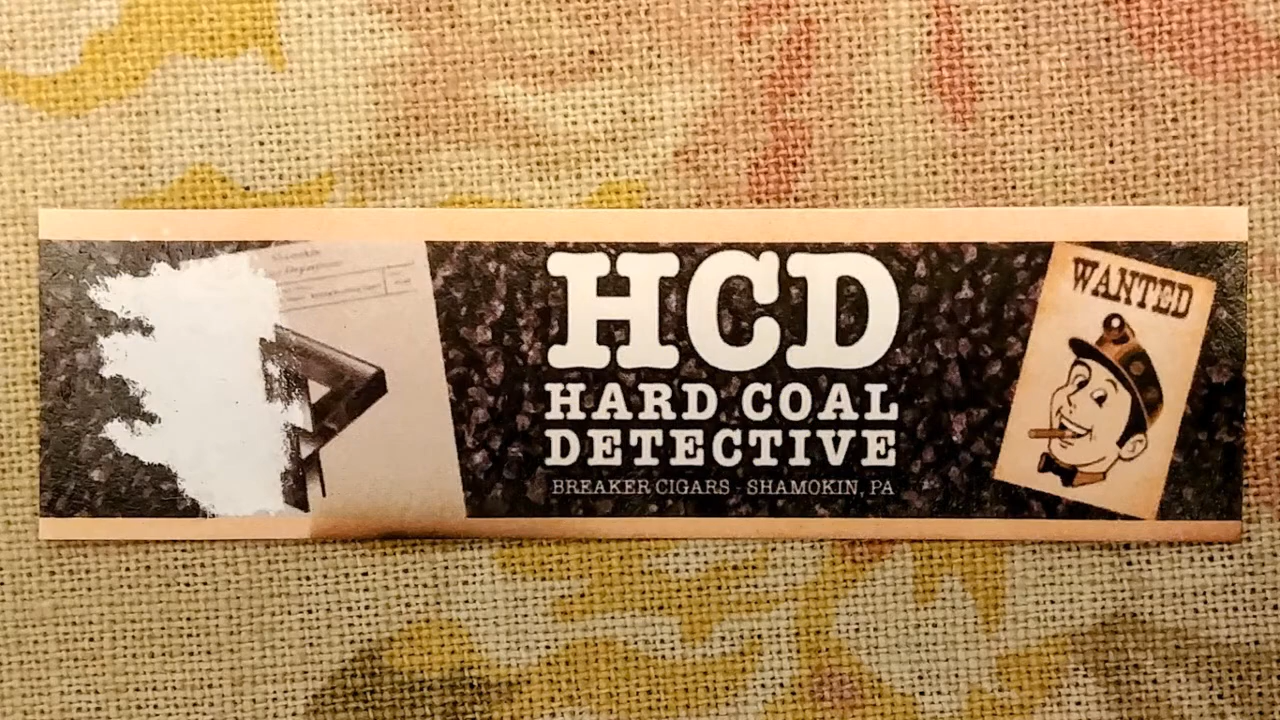 HCD
HARD COAL
DETECTIVE
BREAKER CIGARS - SHAMOKIN, PA
WANTED